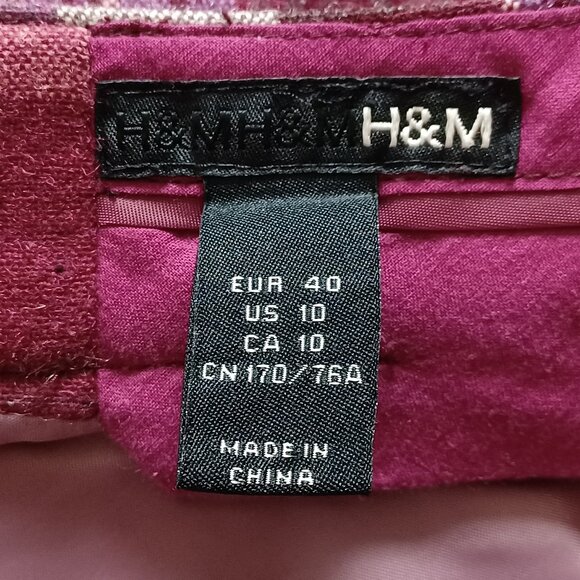 H&MH&MH&M
EUR 40
US 10
CA 10
CN 170/76A
MADE IN
CHINA